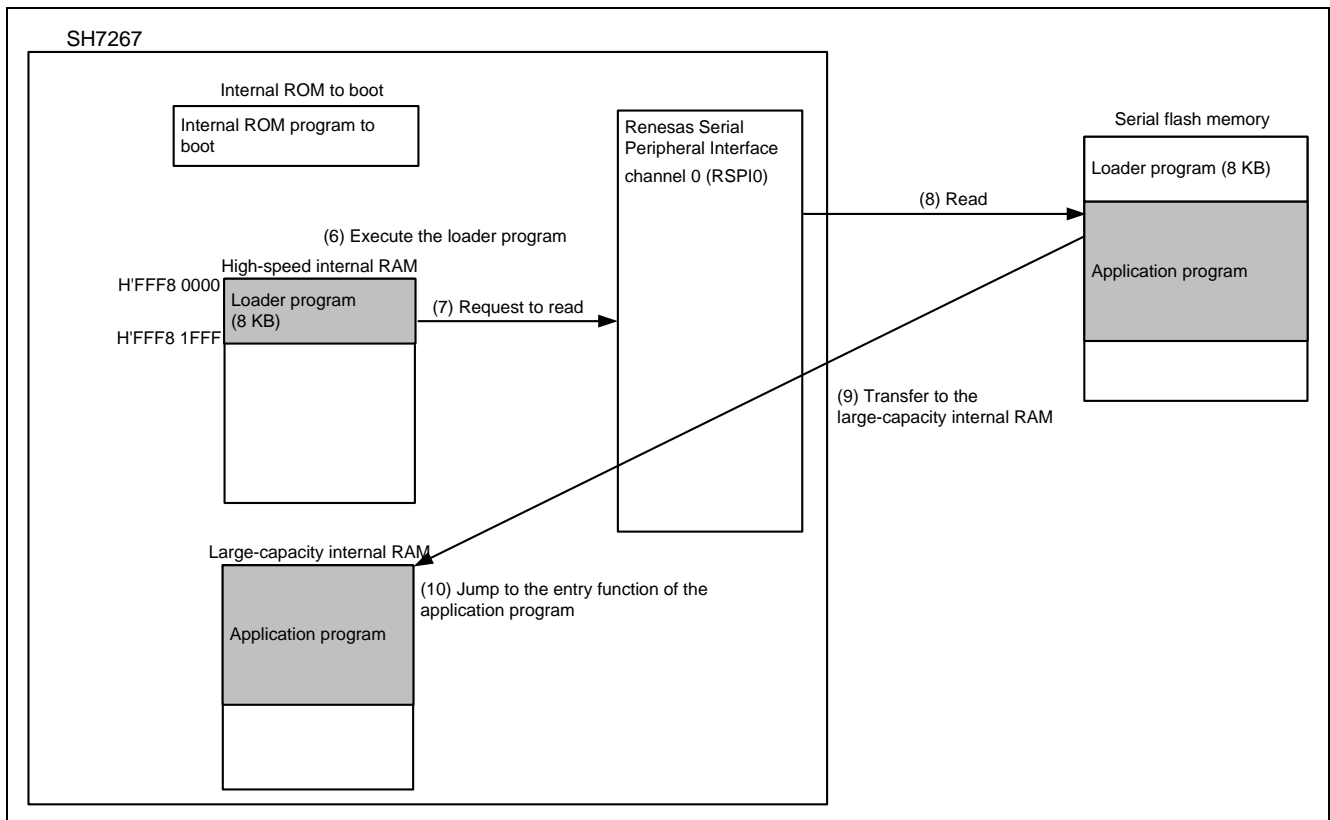 SH7267
Internal ROM to boot
Internal ROM program to
boot
Renesas Serial
Peripheral Interface
channel 0 (RSPI0)
Serial flash memory
Loader program (8 KB)
(8) Read
Application program
(6) Execute the loader program
High-speed internal RAM
H'FFF8 0000
Loader program
(8 KB)
H'FFF8 1FFF
(7) Request to read
(9) Transfer to the
large-capacity internal RAM
Large-capacity internal RAM
(10) Jump to the entry function of the
application program
Application program